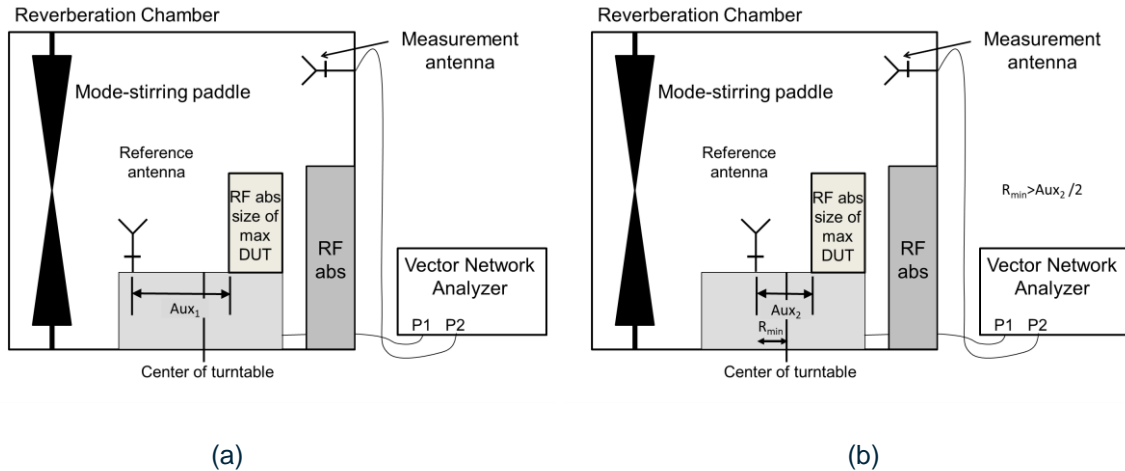 Reverberation Chamber
Measurement
antenna
Mode-stirring paddle
Reference
antenna
RF abs
size of
max
DUT
RF
abs
Vector Network
Analyzer
P1 P2
Aux₁
Center of turntable
(a)
Reverberation Chamber
Measurement
antenna
Mode-stirring paddle
Reference
antenna
RF abs
size of
max
DUT
RF
abs
R_min>Aux₂ /2
Vector Network
Analyzer
P1 P2
Aux₂
R_min
Center of turntable
(b)